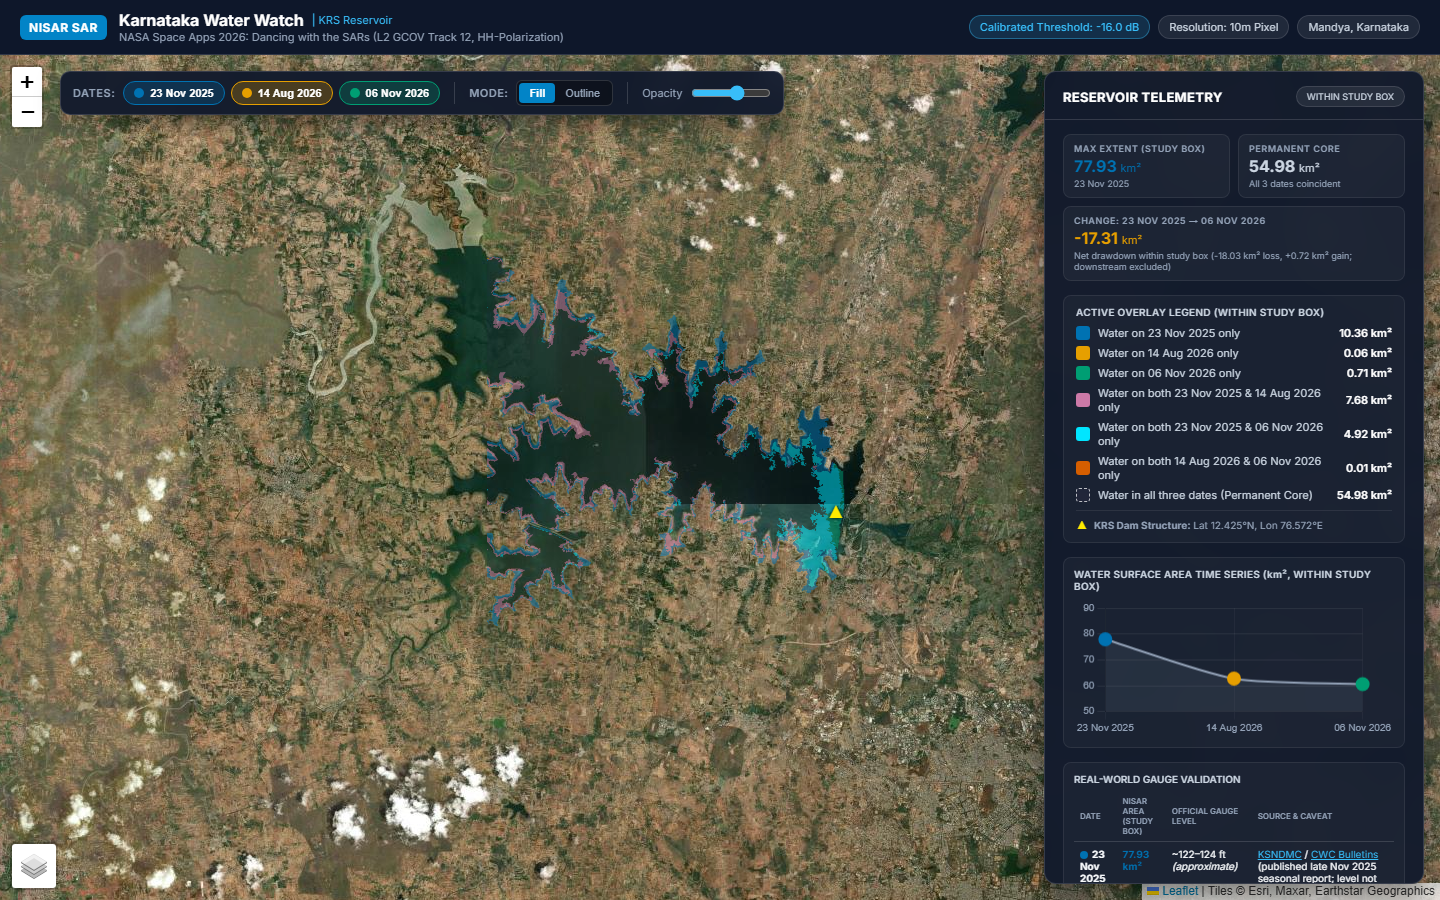 NISAR SAR
Karnataka Water Watch | KRS Reservoir
NASA Space Apps 2026: Dancing with the SARs (L2 GCOV Track 12, HH-Polarization)
Calibrated Threshold: -16.0 dB
Resolution: 10m Pixel
Mandya, Karnataka
+
−
DATES:
23 Nov 2025
14 Aug 2026
06 Nov 2026
MODE:
Fill
Outline
Opacity
RESERVOIR TELEMETRY
WITHIN STUDY BOX
MAX EXTENT (STUDY BOX)
77.93 km²
23 Nov 2025
PERMANENT CORE
54.98 km²
All 3 dates coincident
CHANGE: 23 NOV 2025 → 06 NOV 2026
-17.31 km²
Net drawdown within study box (-18.03 km² loss, +0.72 km² gain;
downstream excluded)
ACTIVE OVERLAY LEGEND (WITHIN STUDY BOX)
Water on 23 Nov 2025 only 10.36 km²
Water on 14 Aug 2026 only 0.06 km²
Water on 06 Nov 2026 only 0.71 km²
Water on both 23 Nov 2025 & 14 Aug 2026
only 7.68 km²
Water on both 23 Nov 2025 & 06 Nov 2026
only 4.92 km²
Water on both 14 Aug 2026 & 06 Nov 2026
only 0.01 km²
Water in all three dates (Permanent Core) 54.98 km²
KRS Dam Structure: Lat 12.425°N, Lon 76.572°E
WATER SURFACE AREA TIME SERIES (km², WITHIN STUDY
BOX)
90
80
70
60
50
23 Nov 2025
14 Aug 2026
06 Nov 2026
REAL-WORLD GAUGE VALIDATION
DATE
NISAR
AREA
(STUDY
BOX)
OFFICIAL GAUGE
LEVEL
SOURCE & CAVEAT
23
Nov
2025
77.93
km²
~122–124 ft
(approximate)
KSNDMC / CWC Bulletins
(published late Nov 2025
seasonal report; level not
Leaflet | Tiles © Esri, Maxar, Earthstar Geographics